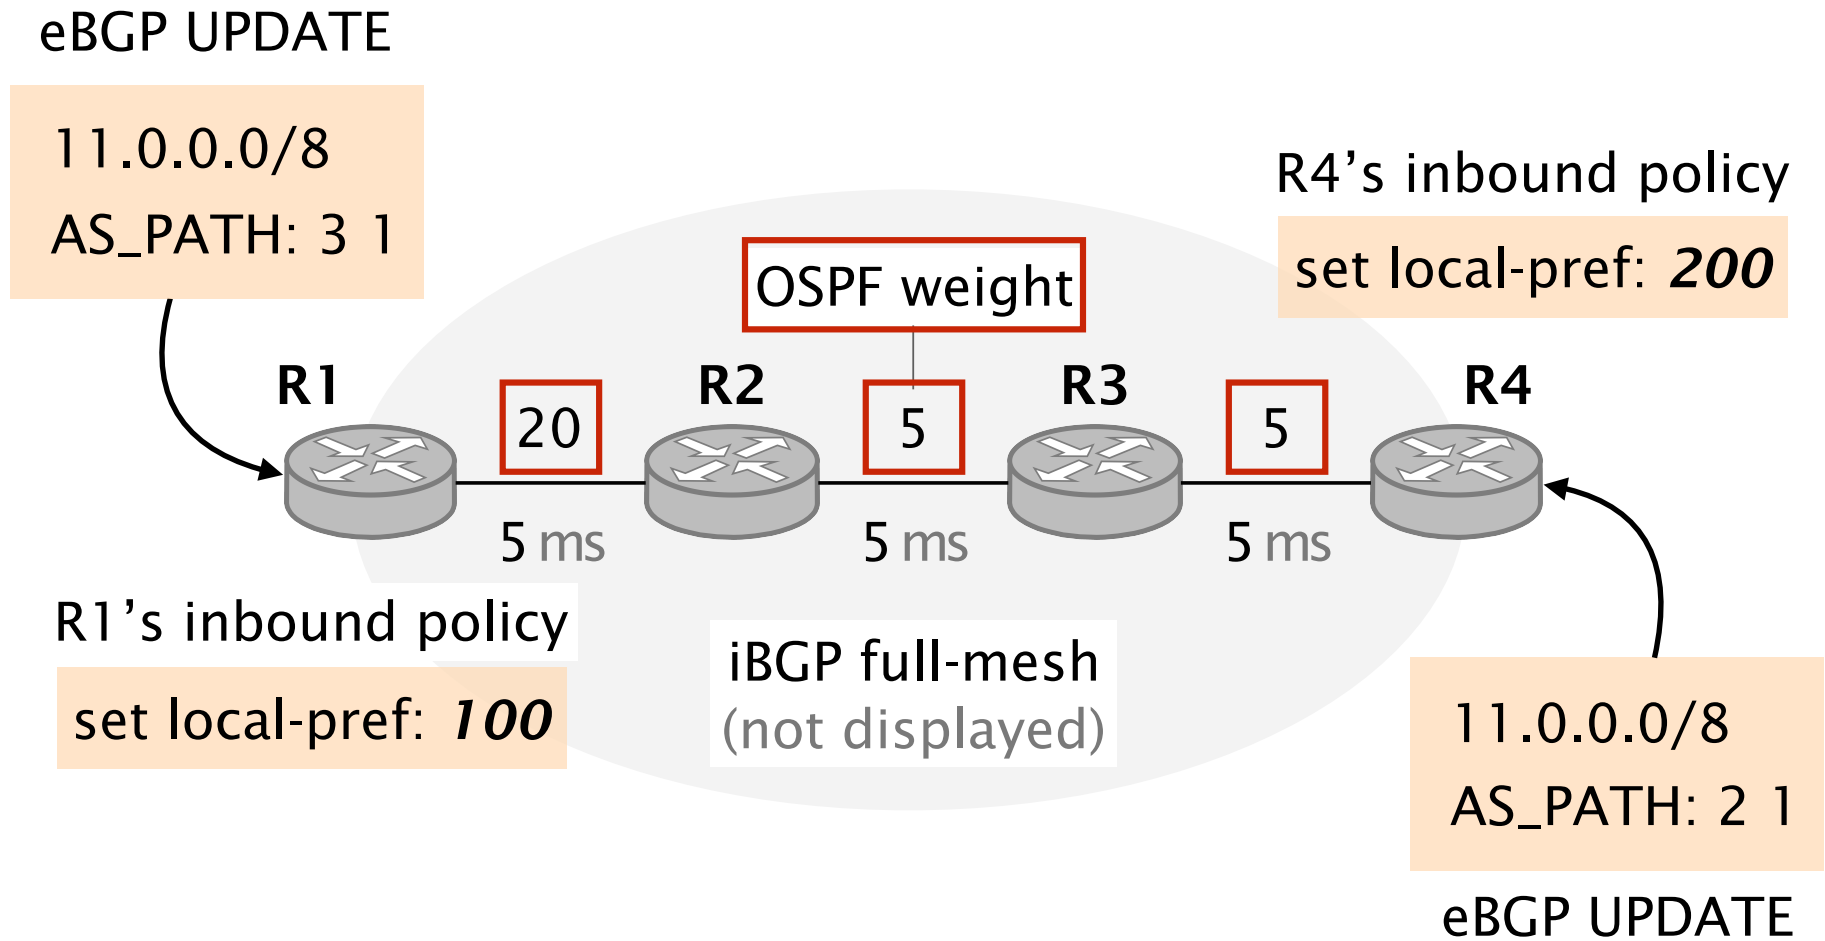 eBGP UPDATE
11.0.0.0/8
AS_PATH: 3 1
R4’s inbound policy
set local-pref: 200
OSPF weight
R1
R2
R3
R4
20
5
5
5 ms
5 ms
5 ms
R1’s inbound policy
set local-pref: 100
iBGP full-mesh
(not displayed)
11.0.0.0/8
AS_PATH: 2 1
eBGP UPDATE